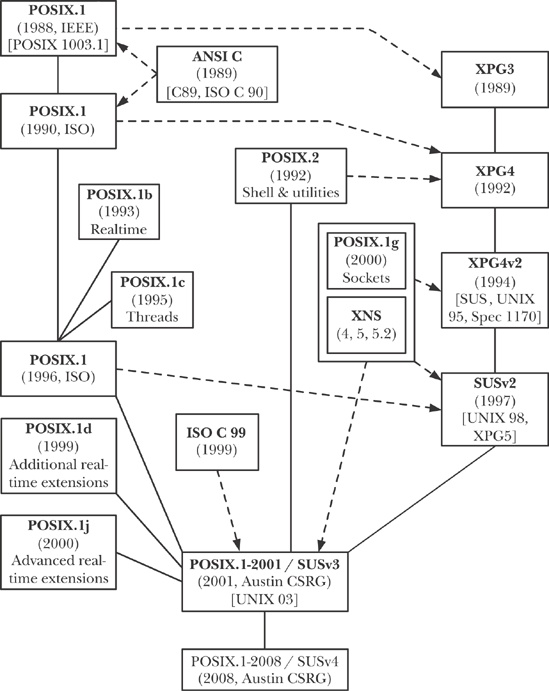 POSIX.1
(1988, IEEE)
[POSIX 1003.1]
ANSI C
(1989)
[C89, ISO C 90]
XPG3
(1989)
POSIX.1
(1990, ISO)
POSIX.2
(1992)
Shell & utilities
XPG4
(1992)
POSIX.1b
(1993)
Realtime
POSIX.1g
(2000)
Sockets
XNS
(4, 5, 5.2)
XPG4v2
(1994)
[SUS, UNIX
95, Spec 1170]
POSIX.1c
(1995)
Threads
POSIX.1
(1996, ISO)
SUSv2
(1997)
[UNIX 98,
XPG5]
POSIX.1d
(1999)
Additional real-
time extensions
ISO C 99
(1999)
POSIX.1j
(2000)
Advanced real-
time extensions
POSIX.1-2001 / SUSv3
(2001, Austin CSRG)
[UNIX 03]
POSIX.1-2008 / SUSv4
(2008, Austin CSRG)